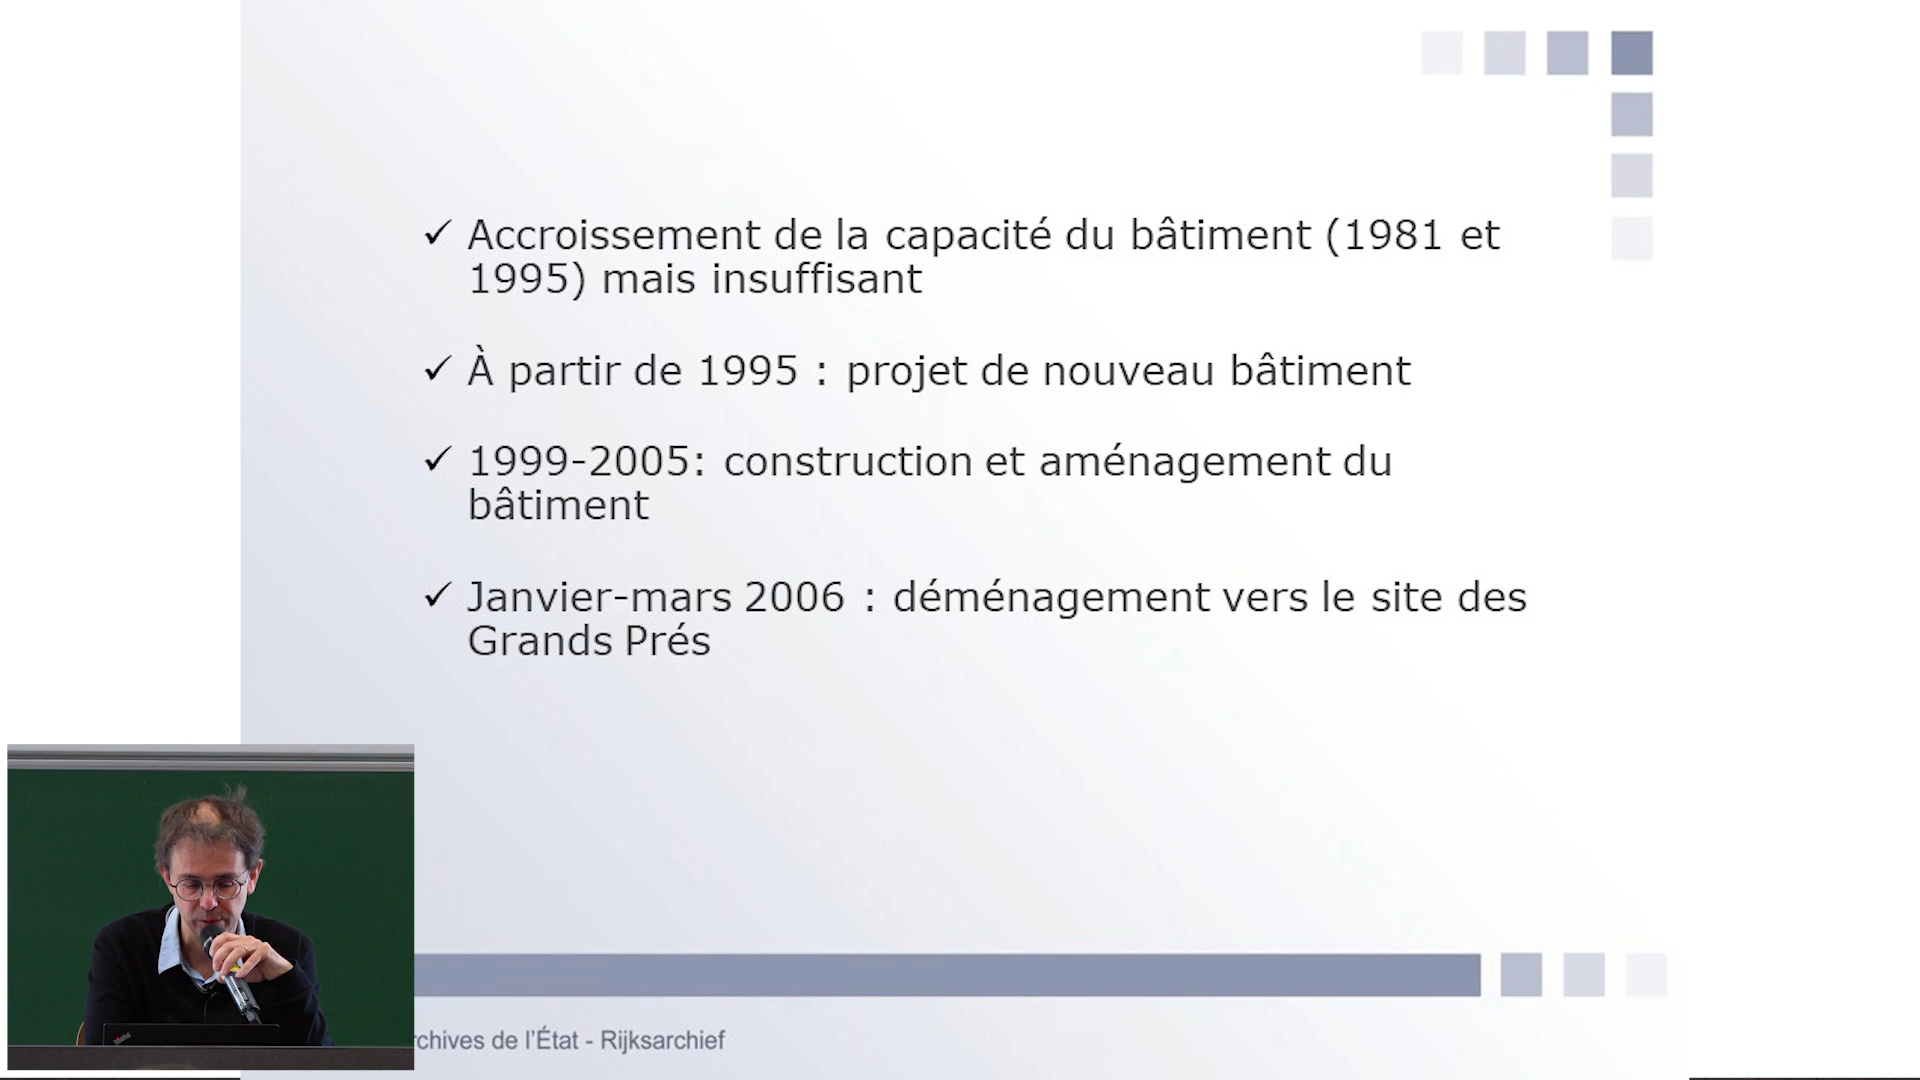 Accroissement de la capacité du bâtiment (1981 et
1995) mais insuffisant
À partir de 1995 : projet de nouveau bâtiment
1999-2005: construction et aménagement du
bâtiment
Janvier-mars 2006 : déménagement vers le site des
Grands Prés
rchives de l'État - Rijksarchief